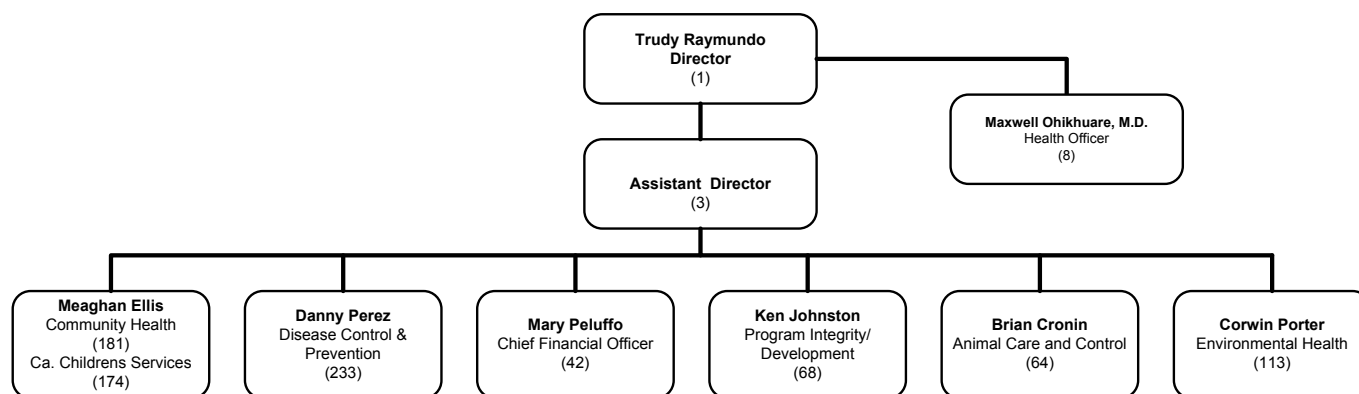 Trudy Raymundo
Director
(1)
Maxwell Ohikhuare, M.D.
Health Officer
(8)
Assistant Director
(3)
Meaghan Ellis
Community Health
(181)
Ca. Childrens Services
(174)
Danny Perez
Disease Control &
Prevention
(233)
Mary Peluffo
Chief Financial Officer
(42)
Ken Johnston
Program Integrity/
Development
(68)
Brian Cronin
Animal Care and Control
(64)
Corwin Porter
Environmental Health
(113)